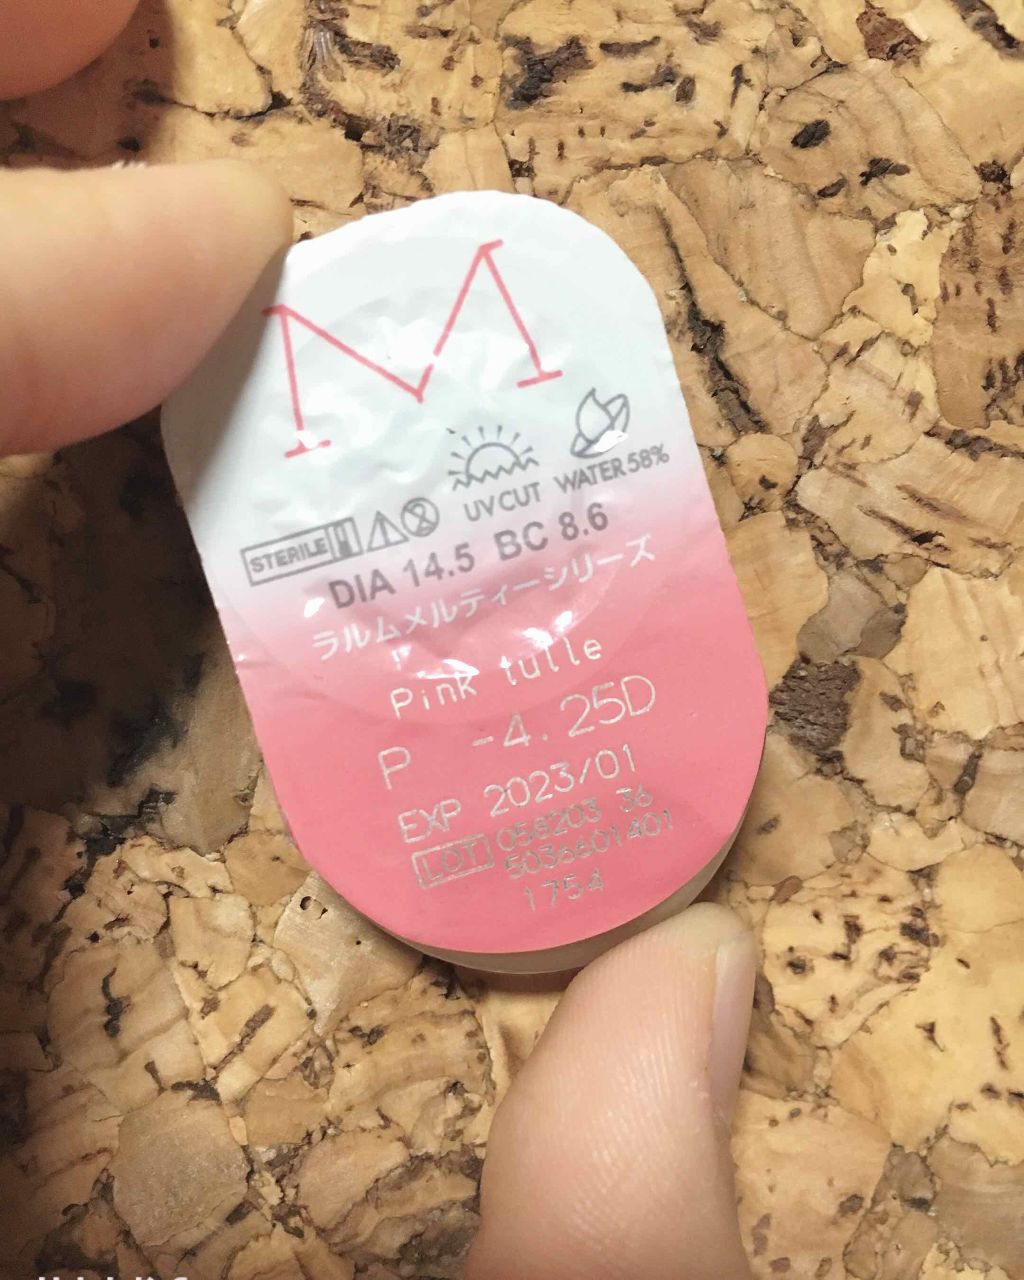 M
UV CUT WATER 58%
STERILE
DIA 14.5 BC 8.6
ラルムメルティーシリーズ
Pink tulle
P -4.25D
EXP 2023/01
LOT 058203 36
5036601401
1754